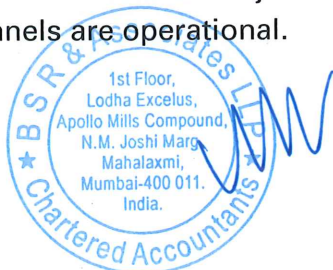 nnels are operational.
B S R & Associates LLP
1st Floor,
Lodha Excelus,
Apollo Mills Compound,
N.M. Joshi Marg,
Mahalaxmi,
Mumbai-400 011.
India.
★ Chartered Accountants ★